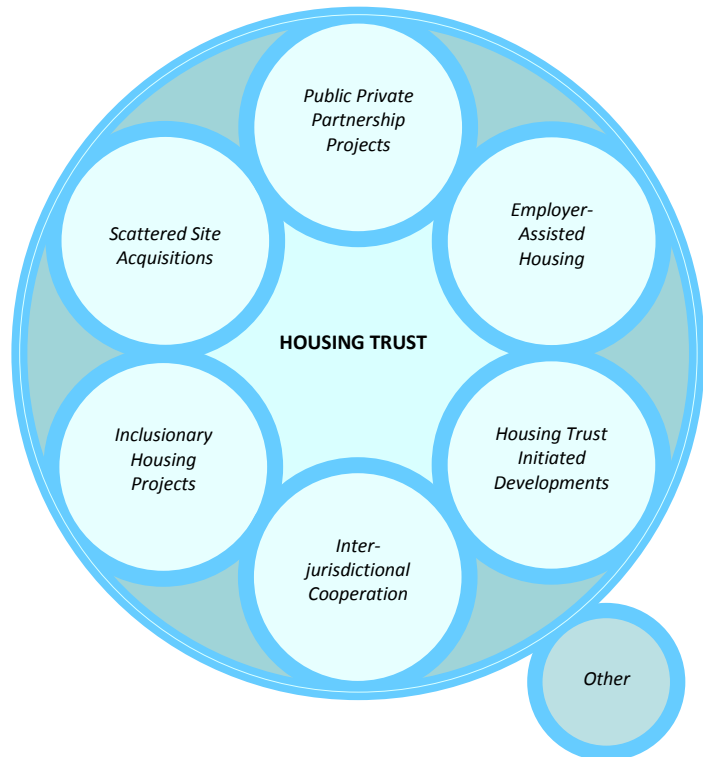 Public Private
Partnership
Projects
Scattered Site
Acquisitions
Employer-
Assisted
Housing
HOUSING TRUST
Inclusionary
Housing
Projects
Housing Trust
Initiated
Developments
Inter-
jurisdictional
Cooperation
Other